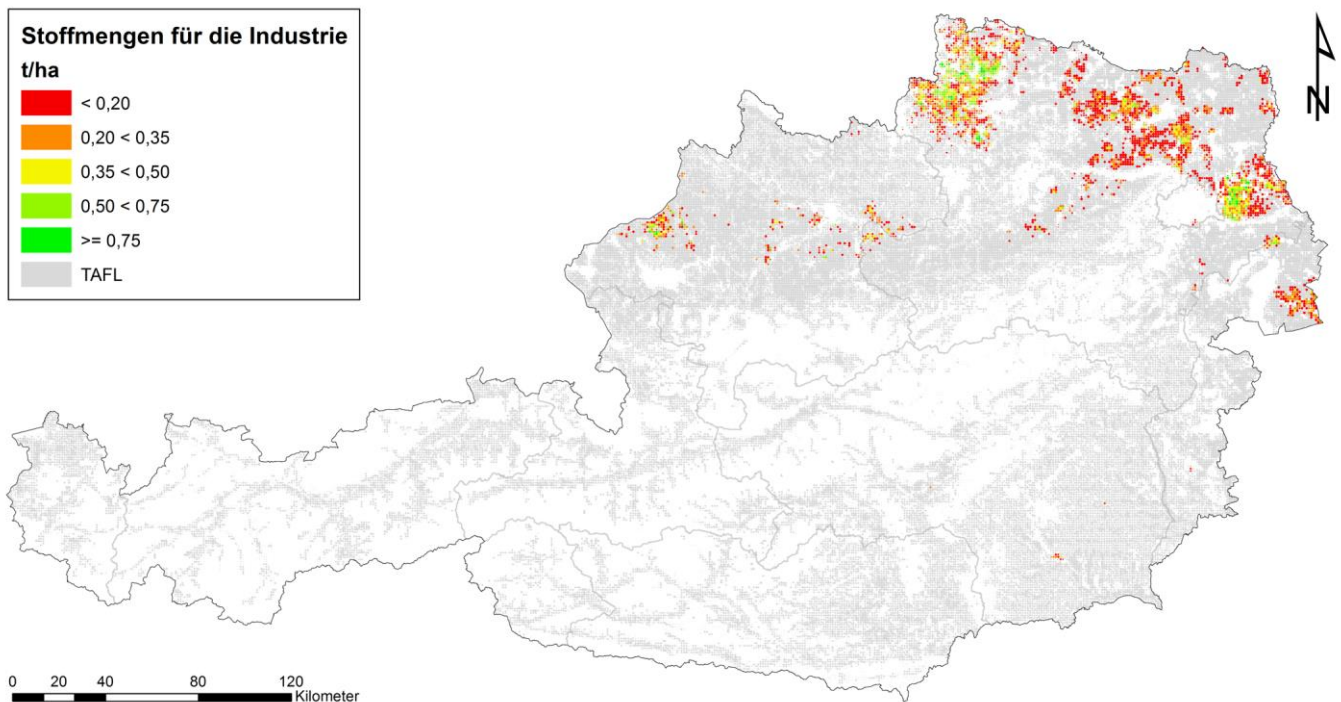 Stoffmengen für die Industrie
t/ha
< 0,20
0,20 < 0,35
0,35 < 0,50
0,50 < 0,75
>= 0,75
TAFL
N
0 20 40 80 120
Kilometer